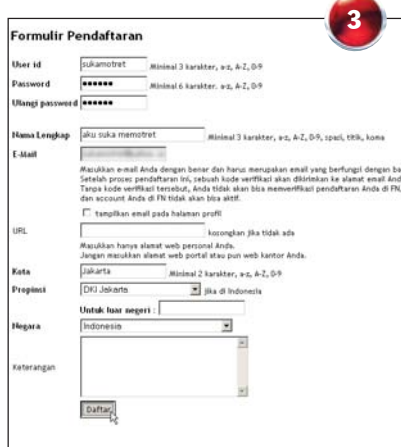 3
Formulir Pendaftaran
User id sukamotret Minimal 3 karakter, a-z, A-Z, 0-9
Password ●●●●●● Minimal 6 karakter. a-z, A-Z, 0-9
Ulangi password ●●●●●●
Nama Lengkap aku suka memotret Minimal 3 karakter, a-z, A-Z, 0-9, spasi, titik, koma
E-Mail
Masukkan e-mail Anda dengan benar dan harus merupakan email yang berfungsi dengan ba
Setelah proses pendaftaran ini, sebuah kode verifikasi akan dikirimkan ke alamat email And
Tanpa kode verifikasi tersebut, Anda tidak akan bisa memverifikasi pendaftaran Anda di FN,
dan account Anda di FN tidak akan bisa aktif.
tampilkan email pada halaman profil
URL kosongkan jika tidak ada
Masukkan hanya alamat web personal Anda.
Jangan masukkan alamat web portal atau pun web kantor Anda.
Kota Jakarta Minimal 2 karakter, a-z, A-Z, 0-9
Propinsi DKI Jakarta jika di Indonesia
Untuk luar negeri :
Negara Indonesia
Keterangan
Daftar